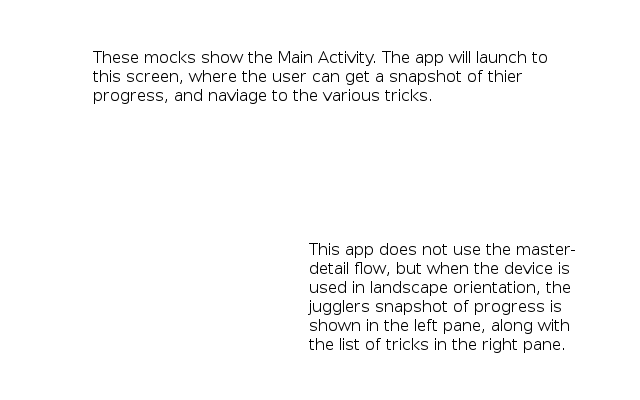 These mocks show the Main Activity. The app will launch to
this screen, where the user can get a snapshot of thier
progress, and naviage to the various tricks.
This app does not use the master-
detail flow, but when the device is
used in landscape orientation, the
jugglers snapshot of progress is
shown in the left pane, along with
the list of tricks in the right pane.